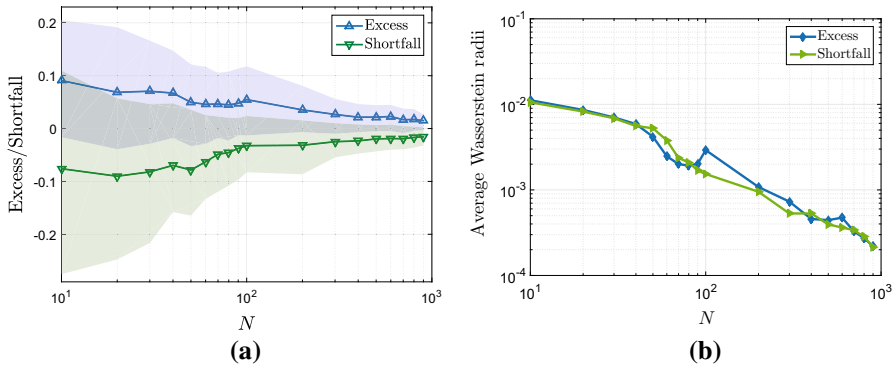 0.2
0.1
0
-0.1
-0.2
Excess/Shortfall
Excess
Shortfall
10^1
10^2
10^3
N
(a)
10^-1
10^-2
10^-3
10^-4
Average Wasserstein radii
Excess
Shortfall
10^1
10^2
10^3
N
(b)